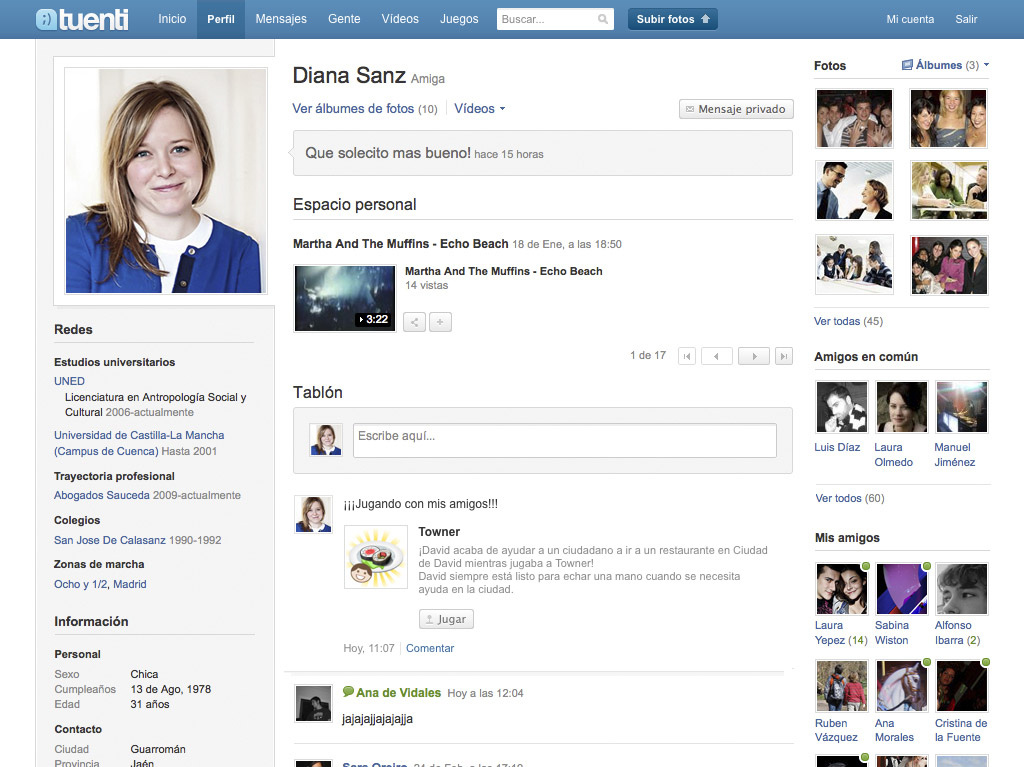 tuenti
Inicio
Perfil
Mensajes
Gente
Vídeos
Juegos
Buscar...
Subir fotos
Mi cuenta
Salir
Diana Sanz Amiga
Ver álbumes de fotos (10)
Vídeos
Mensaje privado
Que solecito mas bueno! hace 15 horas
Espacio personal
Martha And The Muffins - Echo Beach 18 de Ene, a las 18:50
Martha And The Muffins - Echo Beach
14 vistas
3:22
1 de 17
Tablón
Escribe aquí...
¡¡¡Jugando con mis amigos!!!
Towner
¡David acaba de ayudar a un ciudadano a ir a un restaurante en Ciudad
de David mientras jugaba a Towner!
David siempre está listo para echar una mano cuando se necesita
ayuda en la ciudad.
Jugar
Hoy, 11:07
Comentar
Ana de Vidales Hoy a las 12:04
jajajajjajajajja
Redes
Estudios universitarios
UNED
Licenciatura en Antropología Social y
Cultural 2006-actualmente
Universidad de Castilla-La Mancha
(Campus de Cuenca) Hasta 2001
Trayectoria profesional
Abogados Sauceda 2009-actualmente
Colegios
San Jose De Calasanz 1990-1992
Zonas de marcha
Ocho y 1/2, Madrid
Información
Personal
Sexo Chica
Cumpleaños 13 de Ago, 1978
Edad 31 años
Contacto
Ciudad Guarromán
Provincia Jaén
Fotos
Álbumes (3)
Ver todas (45)
Amigos en común
Luis Díaz
Laura
Olmedo
Manuel
Jiménez
Ver todos (60)
Mis amigos
Laura
Yepez (14)
Sabina
Wiston
Alfonso
Ibarra (2)
Ruben
Vázquez
Ana
Morales
Cristina de
la Fuente